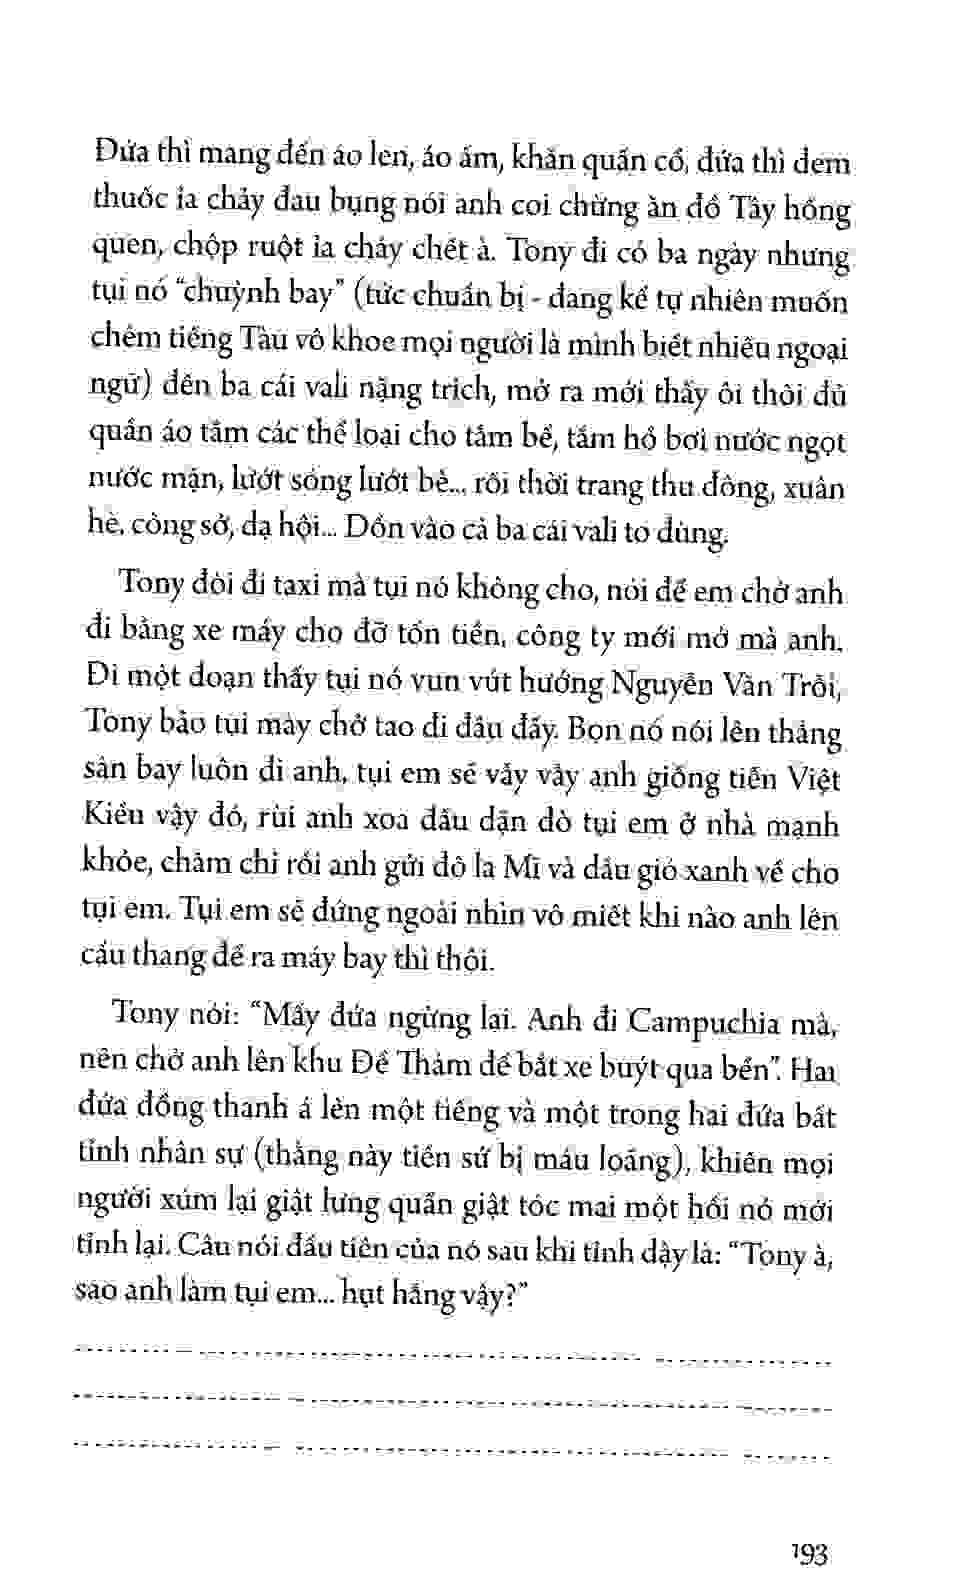 Đứa thì mang đến áo len, áo ấm, khăn quấn cổ, đứa thì đem
thuốc ỉa chảy đau bụng nói anh coi chừng ăn đồ Tây hổng
quen, chộp ruột ỉa chảy chết à. Tony đi có ba ngày nhưng
tụi nó “chuỳnh bay” (tức chuẩn bị - đang kể tự nhiên muốn
chêm tiếng Tàu vô khoe mọi người là mình biết nhiều ngoại
ngữ) đến ba cái vali nặng trịch, mở ra mới thấy ôi thôi đủ
quần áo tắm các thể loại cho tắm bể, tắm hồ bơi nước ngọt
nước mặn, lướt sóng lướt bè... rồi thời trang thu đông, xuân
hè, công sở, dạ hội... Dồn vào cả ba cái vali to đùng.
Tony đòi đi taxi mà tụi nó không cho, nói để em chở anh
đi bằng xe máy cho đỡ tốn tiền, công ty mới mở mà anh.
Đi một đoạn thấy tụi nó vun vút hướng Nguyễn Văn Trỗi,
Tony bảo tụi mày chở tao đi đâu đấy. Bọn nó nói lên thẳng
sân bay luôn đi anh, tụi em sẽ vẫy vẫy anh giống tiễn Việt
Kiều vậy đó, rùi anh xoa đầu dặn dò tụi em ở nhà mạnh
khỏe, chăm chỉ rồi anh gửi đô la Mĩ và dầu gió xanh về cho
tụi em. Tụi em sẽ đứng ngoài nhìn vô miết khi nào anh lên
cầu thang để ra máy bay thì thôi.
Tony nói: “Mấy đứa ngừng lại. Anh đi Campuchia mà,
nên chở anh lên khu Đề Thám để bắt xe buýt qua bển”. Hai
đứa đồng thanh á lên một tiếng và một trong hai đứa bất
tỉnh nhân sự (thằng này tiền sử bị máu loãng), khiến mọi
người xúm lại giật lưng quần giật tóc mai một hồi nó mới
tỉnh lại. Câu nói đầu tiên của nó sau khi tỉnh dậy là: “Tony à,
sao anh làm tụi em... hụt hẫng vậy?”
193